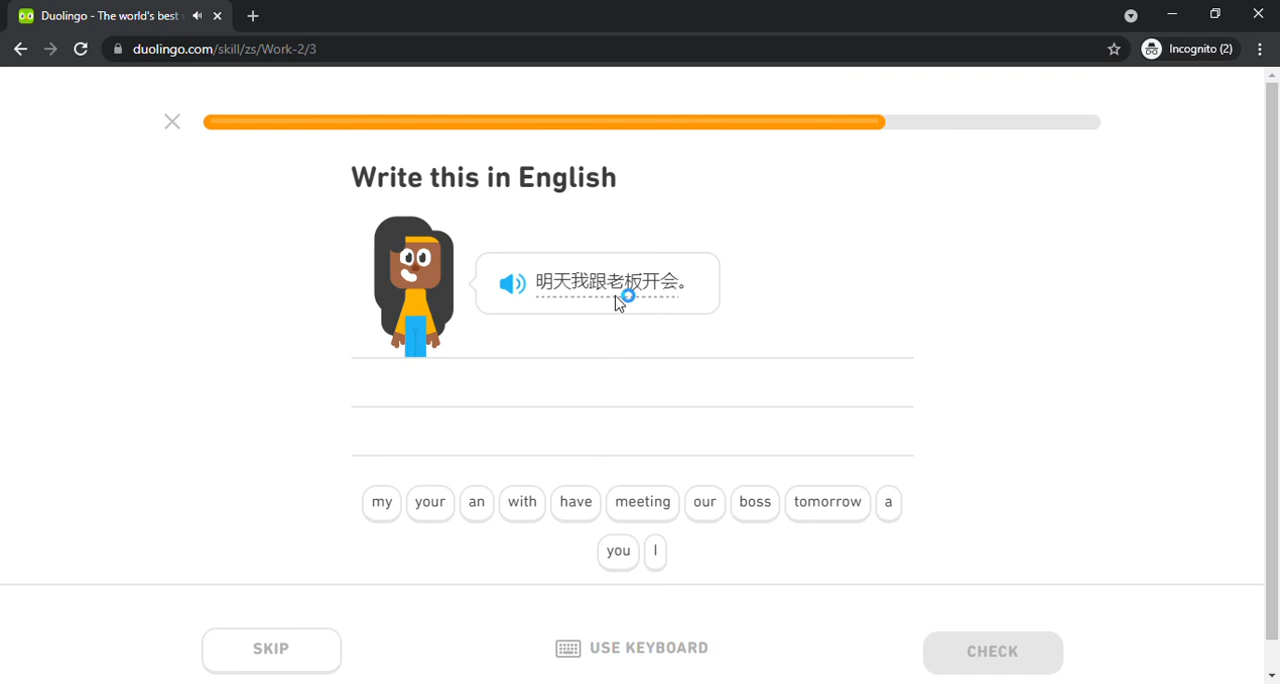 Duolingo - The world's best
duolingo.com/skill/zs/Work-2/3
Incognito (2)
Write this in English
明天我跟老板开会。
my your an with have meeting our boss tomorrow a
you I
SKIP
USE KEYBOARD
CHECK